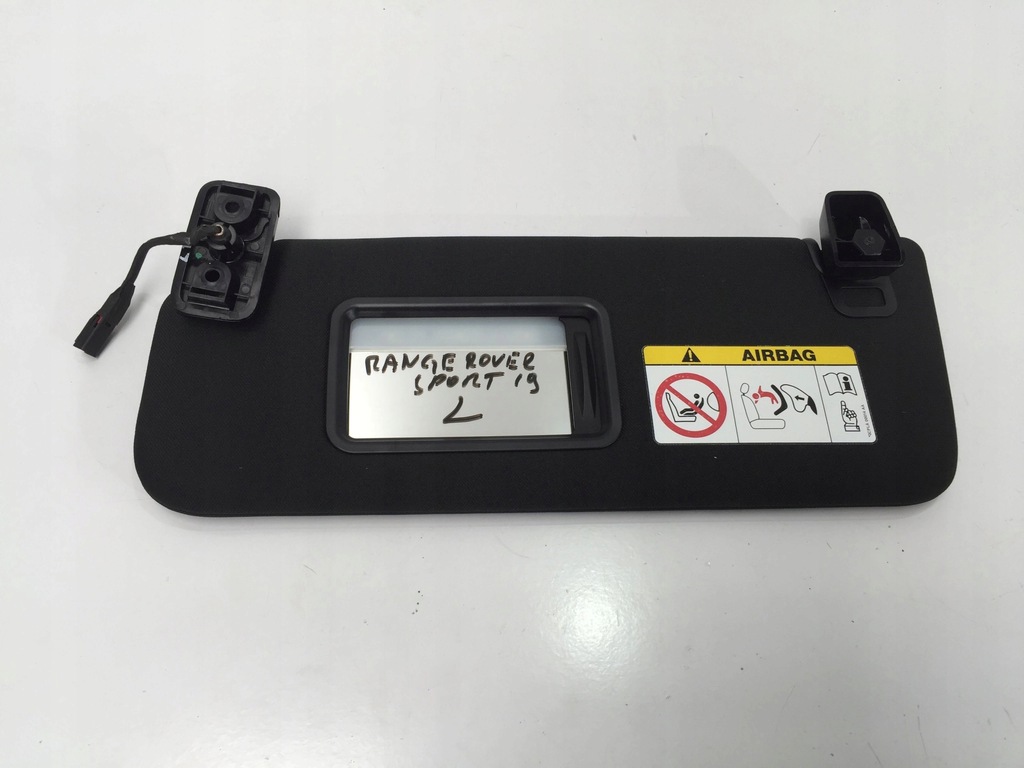 RANGE ROVER
SPORT 19
L
AIRBAG